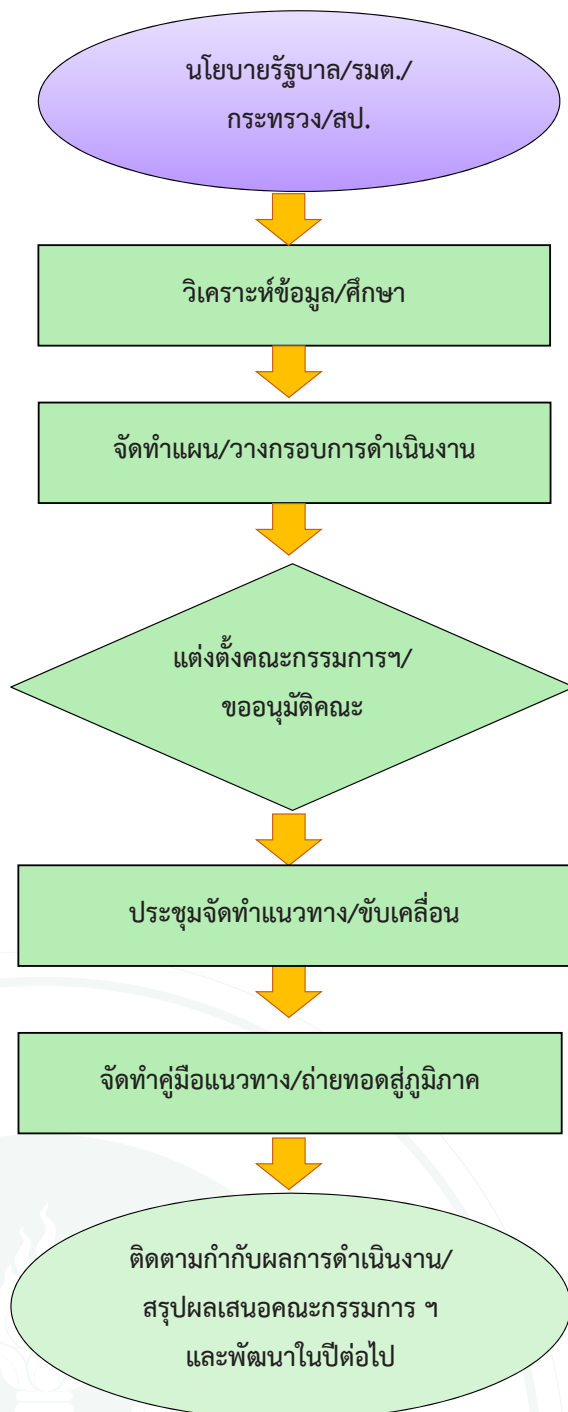 นโยบายรัฐบาล/รมต./
กระทรวง/สป.
วิเคราะห์ข้อมูล/ศึกษา
จัดทำแผน/วางกรอบการดำเนินงาน
แต่งตั้งคณะกรรมการฯ/
ขออนุมัติคณะ
ประชุมจัดทำแนวทาง/ขับเคลื่อน
จัดทำคู่มือแนวทาง/ถ่ายทอดสู่ภูมิภาค
ติดตามกำกับผลการดำเนินงาน/
สรุปผลเสนอคณะกรรมการ ฯ
และพัฒนาในปีต่อไป